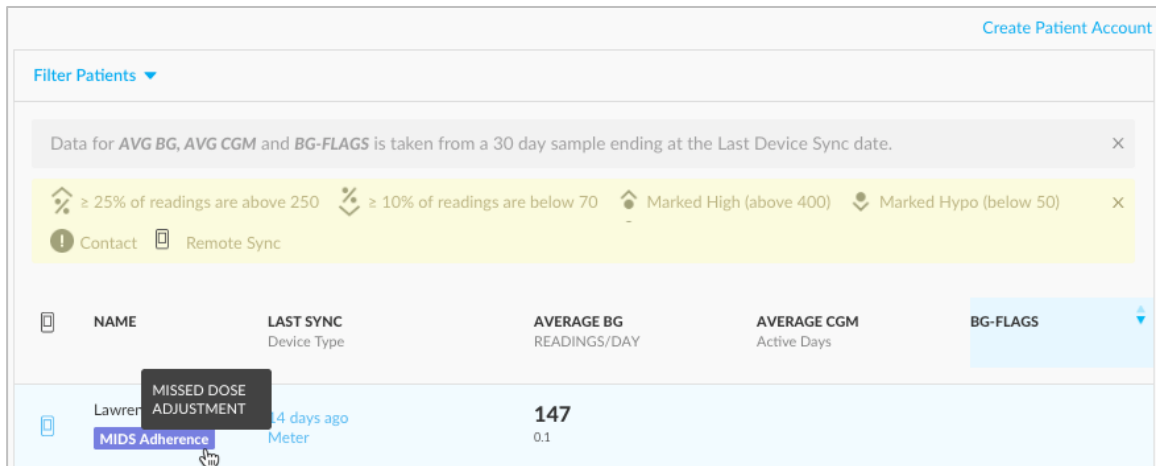 Create Patient Account
Filter Patients
Data for AVG BG, AVG CGM and BG-FLAGS is taken from a 30 day sample ending at the Last Device Sync date.
≥ 25% of readings are above 250 ≥ 10% of readings are below 70 Marked High (above 400) Marked Hypo (below 50)
Contact Remote Sync
NAME LAST SYNC AVERAGE BG AVERAGE CGM BG-FLAGS
Device Type READINGS/DAY Active Days
MISSED DOSE
ADJUSTMENT
14 days ago 147
MIDS Adherence Meter 0.1